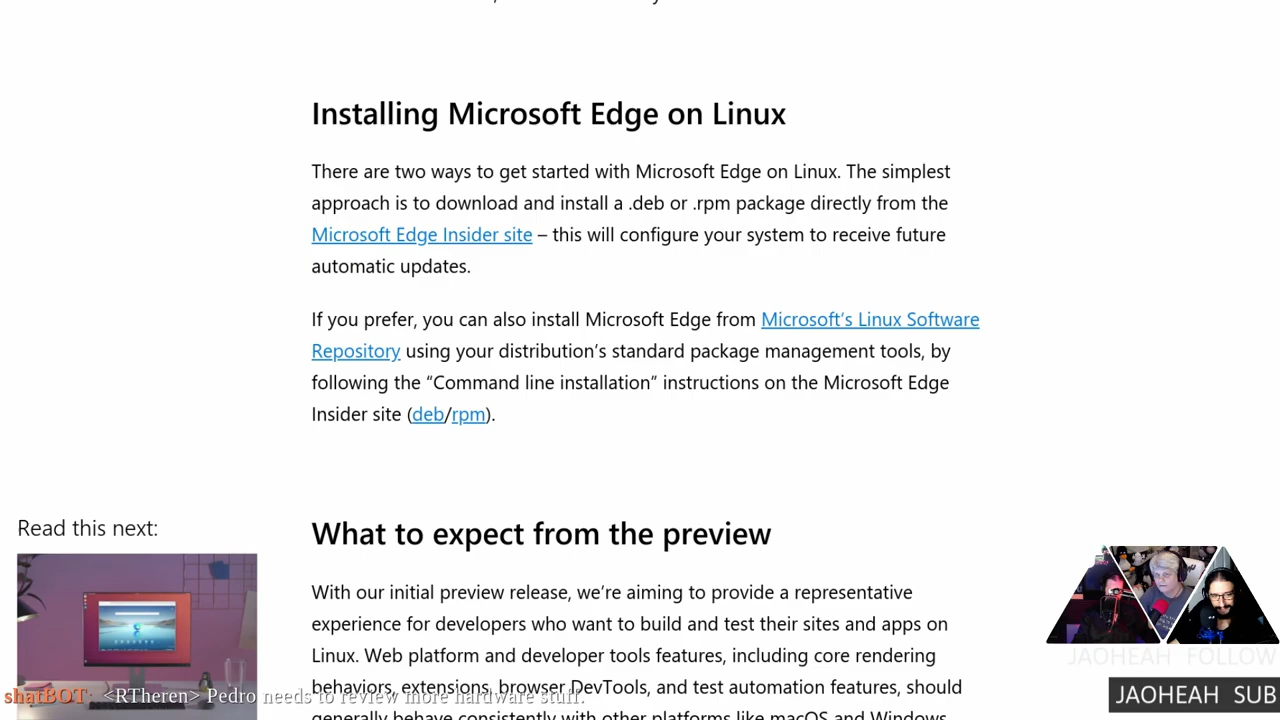 Installing Microsoft Edge on Linux
There are two ways to get started with Microsoft Edge on Linux. The simplest
approach is to download and install a .deb or .rpm package directly from the
Microsoft Edge Insider site – this will configure your system to receive future
automatic updates.
If you prefer, you can also install Microsoft Edge from Microsoft’s Linux Software
Repository using your distribution’s standard package management tools, by
following the “Command line installation” instructions on the Microsoft Edge
Insider site (deb/rpm).
Read this next:
What to expect from the preview
With our initial preview release, we’re aiming to provide a representative
experience for developers who want to build and test their sites and apps on
Linux. Web platform and developer tools features, including core rendering
behaviors, extensions, browser DevTools, and test automation features, should
generally behave consistently with other platforms like macOS and Windows.
shatBOT: <RTheren> Pedro needs to review more hardware stuff.
JAOHEAH FOLLOW
JAOHEAH SUB